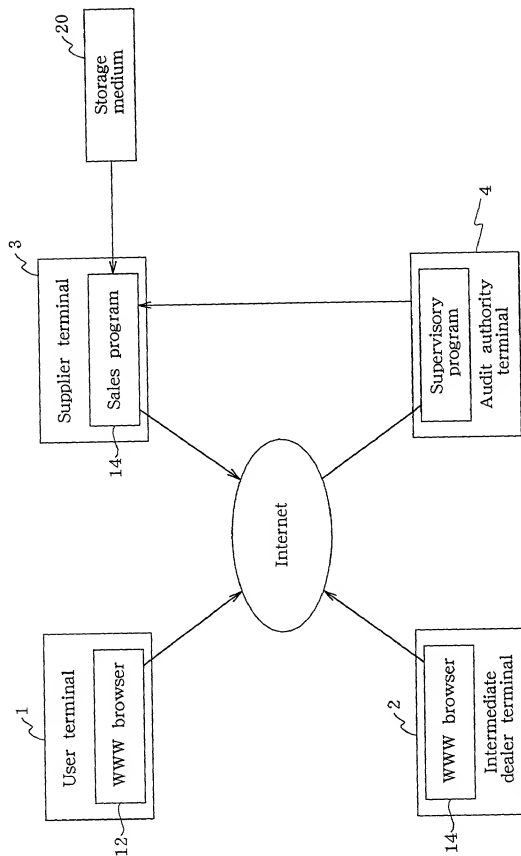 1
User terminal
WWW browser
12
3
Supplier terminal
Sales program
14
20
Storage
medium
Internet
2
WWW browser
Intermediate
dealer terminal
14
4
Supervisory
program
Audit authority
terminal